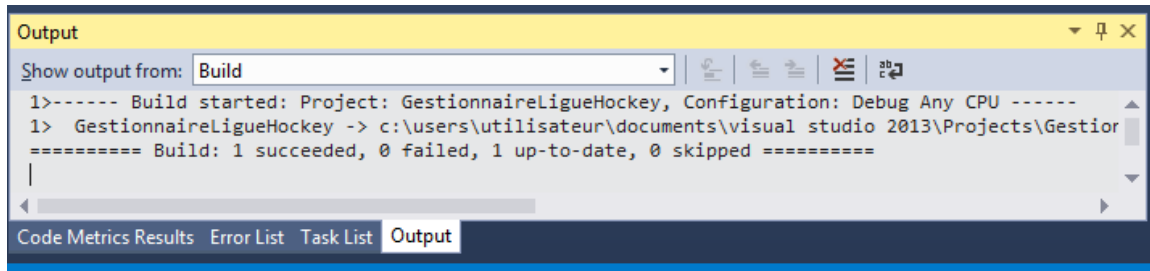 Output
Show output from: Build
1>------ Build started: Project: GestionnaireLigueHockey, Configuration: Debug Any CPU ------
1>  GestionnaireLigueHockey -> c:\users\utilisateur\documents\visual studio 2013\Projects\Gestion
========== Build: 1 succeeded, 0 failed, 1 up-to-date, 0 skipped ==========
Code Metrics Results Error List Task List Output